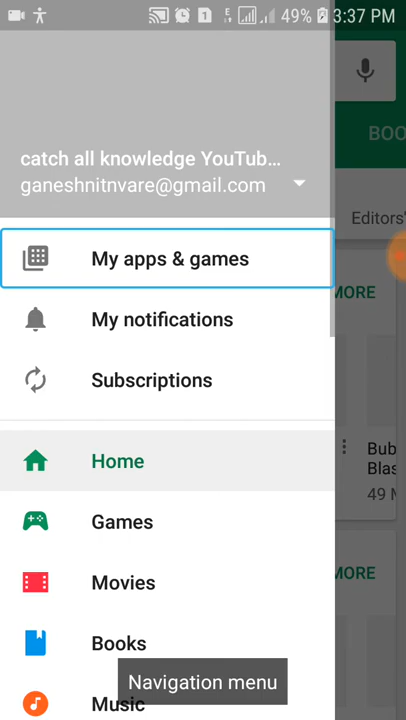 49% 3:37 PM
catch all knowledge YouTub...
ganeshnitnvare@gmail.com
BOO
Editors'
My apps & games
MORE
My notifications
Subscriptions
Home
Bub
Blas
49 M
Games
Movies
MORE
Books
Navigation menu
Music